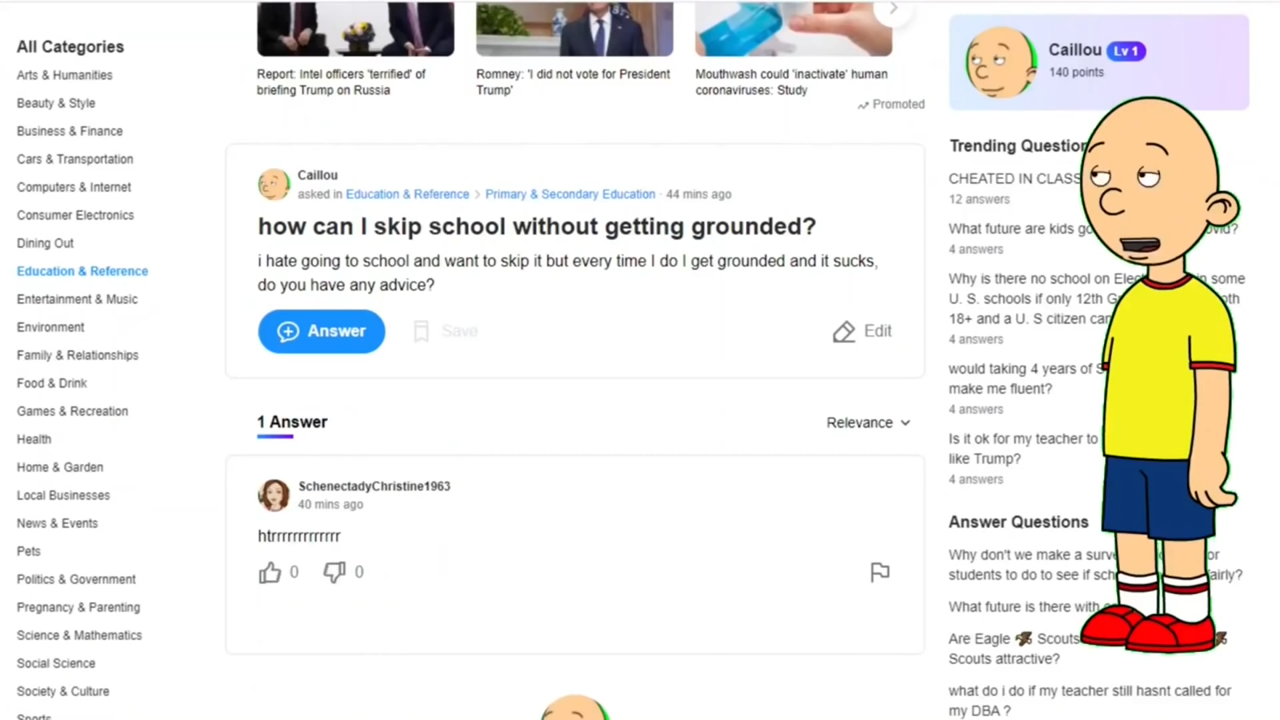 All Categories
Arts & Humanities
Beauty & Style
Business & Finance
Cars & Transportation
Computers & Internet
Consumer Electronics
Dining Out
Education & Reference
Entertainment & Music
Environment
Family & Relationships
Food & Drink
Games & Recreation
Health
Home & Garden
Local Businesses
News & Events
Pets
Politics & Government
Pregnancy & Parenting
Science & Mathematics
Social Science
Society & Culture
Sports
Report: Intel officers 'terrified' of
briefing Trump on Russia
Romney: 'I did not vote for President
Trump'
Mouthwash could 'inactivate' human
coronaviruses: Study
Promoted
Caillou
asked in Education & Reference > Primary & Secondary Education · 44 mins ago
how can I skip school without getting grounded?
i hate going to school and want to skip it but every time I do I get grounded and it sucks,
do you have any advice?
Answer
Save
Edit
1 Answer
Relevance
SchenectadyChristine1963
40 mins ago
htrrrrrrrrrrrr
0
0
Caillou Lv 1
140 points
Trending Question
CHEATED IN CLASS
12 answers
What future are kids
4 answers
Why is there no school on in some
U. S. schools if only 12th
18+ and a U. S citizen
4 answers
would taking 4 years of
make me fluent?
4 answers
Is it ok for my teacher to
like Trump?
4 answers
Answer Questions
Why don't we make a or
students to do to see if
What future is there with
Are Eagle Scouts
Scouts attractive?
what do i do if my teacher still hasnt called for
my DBA ?